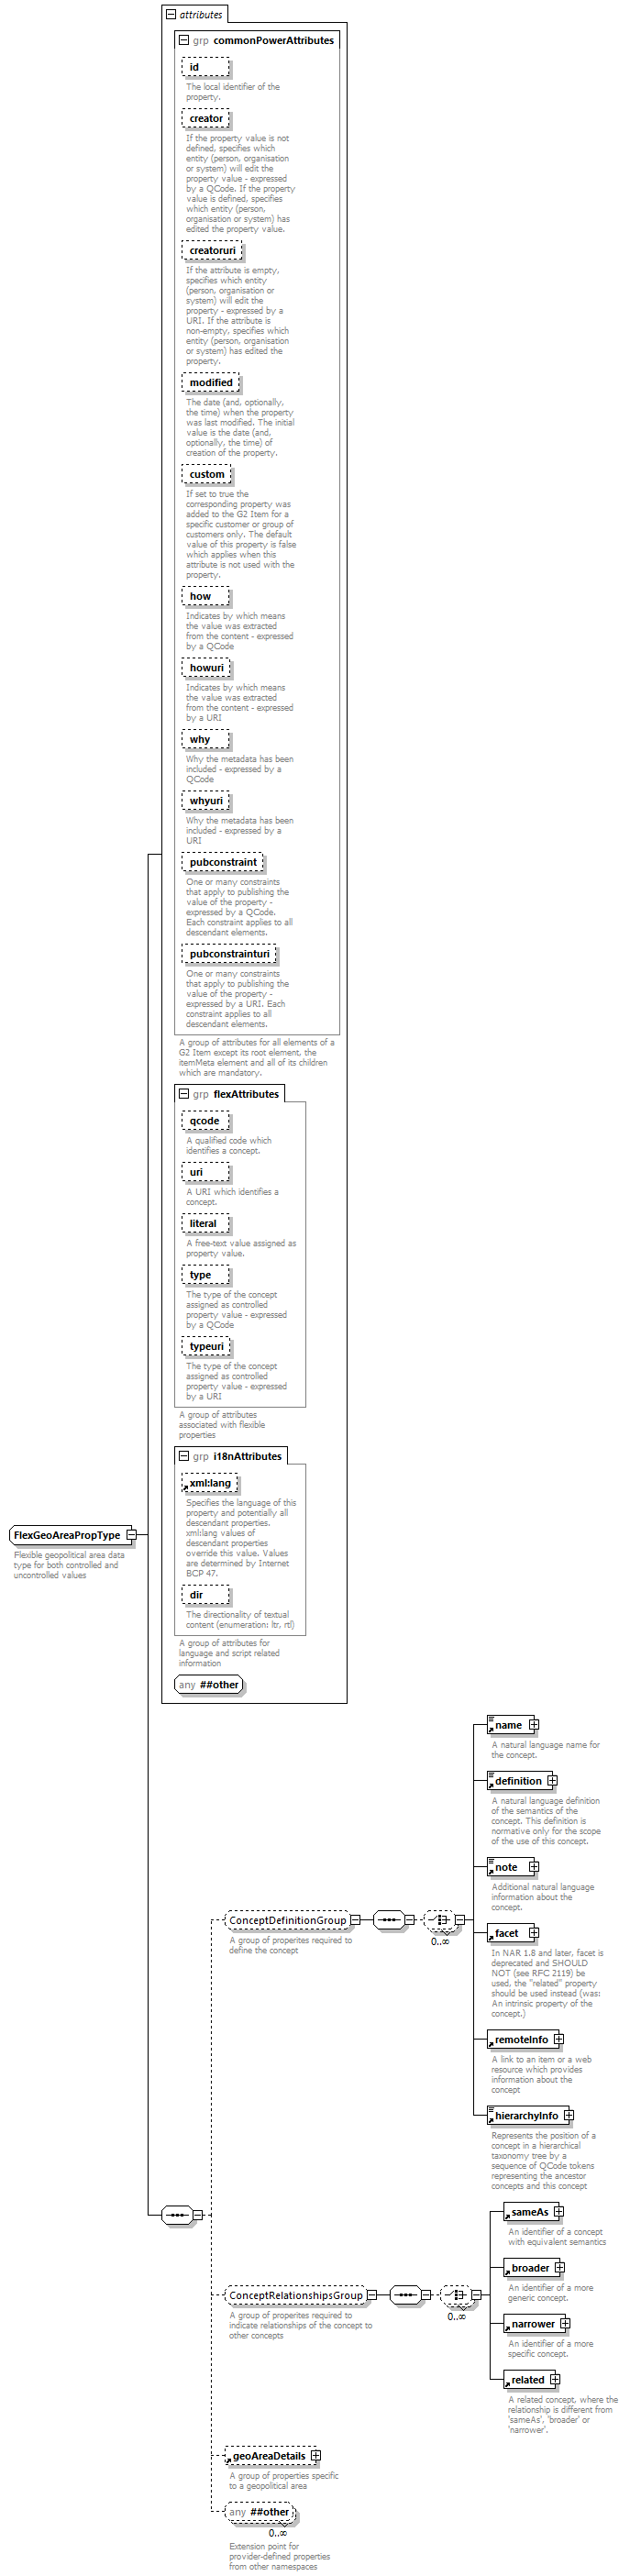 attributes
grp commonPowerAttributes
id
The local identifier of the
property.
creator
If the property value is not
defined, specifies which
entity (person, organisation
or system) will edit the
property value - expressed
by a QCode. If the property
value is defined, specifies
which entity (person,
organisation or system) has
edited the property value.
creatoruri
If the attribute is empty,
specifies which entity
(person, organisation or
system) will edit the
property - expressed by a
URI. If the attribute is
non-empty, specifies which
entity (person, organisation
or system) has edited the
property.
modified
The date (and, optionally,
the time) when the property
was last modified. The initial
value is the date (and,
optionally, the time) of
creation of the property.
custom
If set to true the
corresponding property was
added to the G2 Item for a
specific customer or group of
customers only. The default
value of this property is false
which applies when this
attribute is not used with the
property.
how
Indicates by which means
the value was extracted
from the content - expressed
by a QCode
howuri
Indicates by which means
the value was extracted
from the content - expressed
by a URI
why
Why the metadata has been
included - expressed by a
QCode
whyuri
Why the metadata has been
included - expressed by a
URI
pubconstraint
One or many constraints
that apply to publishing the
value of the property -
expressed by a QCode.
Each constraint applies to all
descendant elements.
pubconstrainturi
One or many constraints
that apply to publishing the
value of the property -
expressed by a URI. Each
constraint applies to all
descendant elements.
A group of attributes for all elements of a
G2 Item except its root element, the
itemMeta element and all of its children
which are mandatory.
grp flexAttributes
qcode
A qualified code which
identifies a concept.
uri
A URI which identifies a
concept.
literal
A free-text value assigned as
property value.
type
The type of the concept
assigned as controlled
property value - expressed
by a QCode
typeuri
The type of the concept
assigned as controlled
property value - expressed
by a URI
A group of attributes
associated with flexible
properties
grp i18nAttributes
xml:lang
Specifies the language of this
property and potentially all
descendant properties.
xml:lang values of
descendant properties
override this value. Values
are determined by Internet
BCP 47.
dir
The directionality of textual
content (enumeration: ltr, rtl)
A group of attributes for
language and script related
information
any ##other
FlexGeoAreaPropType
Flexible geopolitical area data
type for both controlled and
uncontrolled values
name
A natural language name for
the concept.
definition
A natural language definition
of the semantics of the
concept. This definition is
normative only for the scope
of the use of this concept.
note
Additional natural language
information about the
concept.
ConceptDefinitionGroup
0..∞
A group of properites required to
define the concept
facet
In NAR 1.8 and later, facet is
deprecated and SHOULD
NOT (see RFC 2119) be
used, the "related" property
should be used instead (was:
An intrinsic property of the
concept.)
remoteInfo
A link to an item or a web
resource which provides
information about the
concept
hierarchyInfo
Represents the position of a
concept in a hierarchical
taxonomy tree by a
sequence of QCode tokens
representing the ancestor
concepts and this concept
sameAs
An identifier of a concept
with equivalent semantics
broader
An identifier of a more
generic concept.
ConceptRelationshipsGroup
0..∞
A group of properites required to
indicate relationships of the concept to
other concepts
narrower
An identifier of a more
specific concept.
related
A related concept, where the
relationship is different from
'sameAs', 'broader' or
'narrower'.
geoAreaDetails
A group of properties specific
to a geopolitical area
any ##other
0..∞
Extension point for
provider-defined properties
from other namespaces